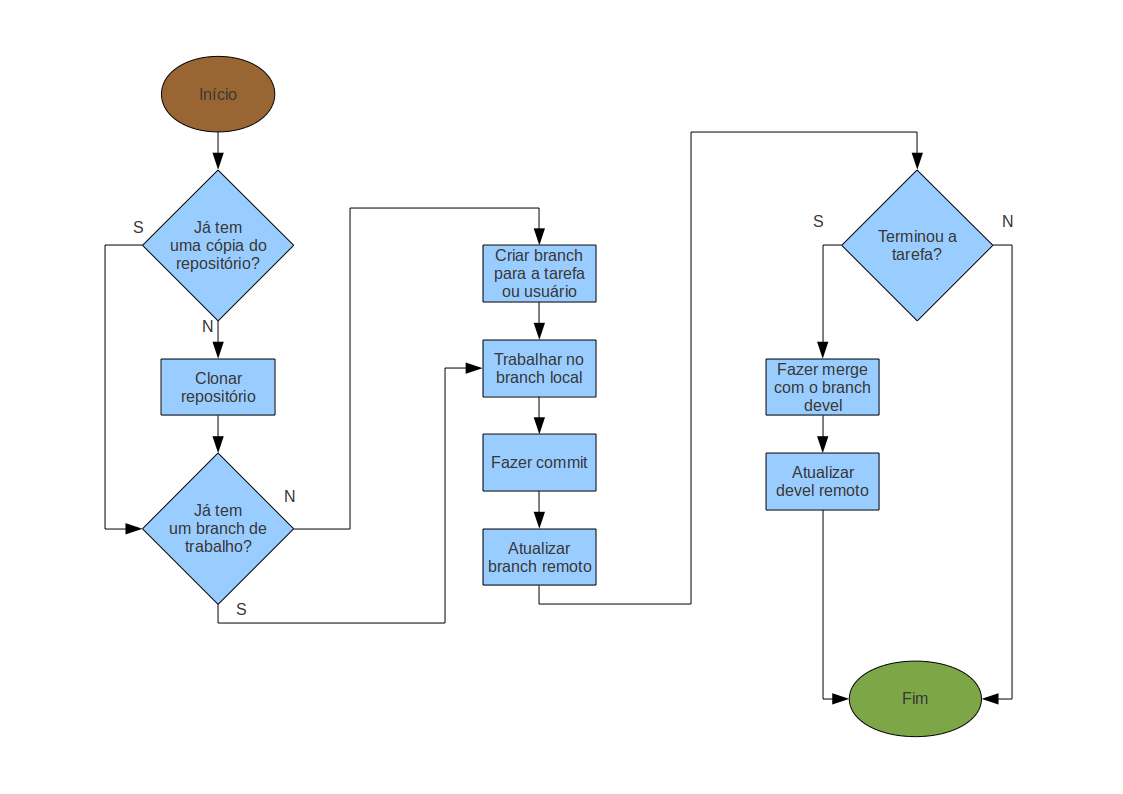 Início
Já tem
uma cópia do
repositório?
S
N
Clonar
repositório
Já tem
um branch de
trabalho?
N
S
Criar branch
para a tarefa
ou usuário
Trabalhar no
branch local
Fazer commit
Atualizar
branch remoto
Terminou a
tarefa?
S
N
Fazer merge
com o branch
devel
Atualizar
devel remoto
Fim